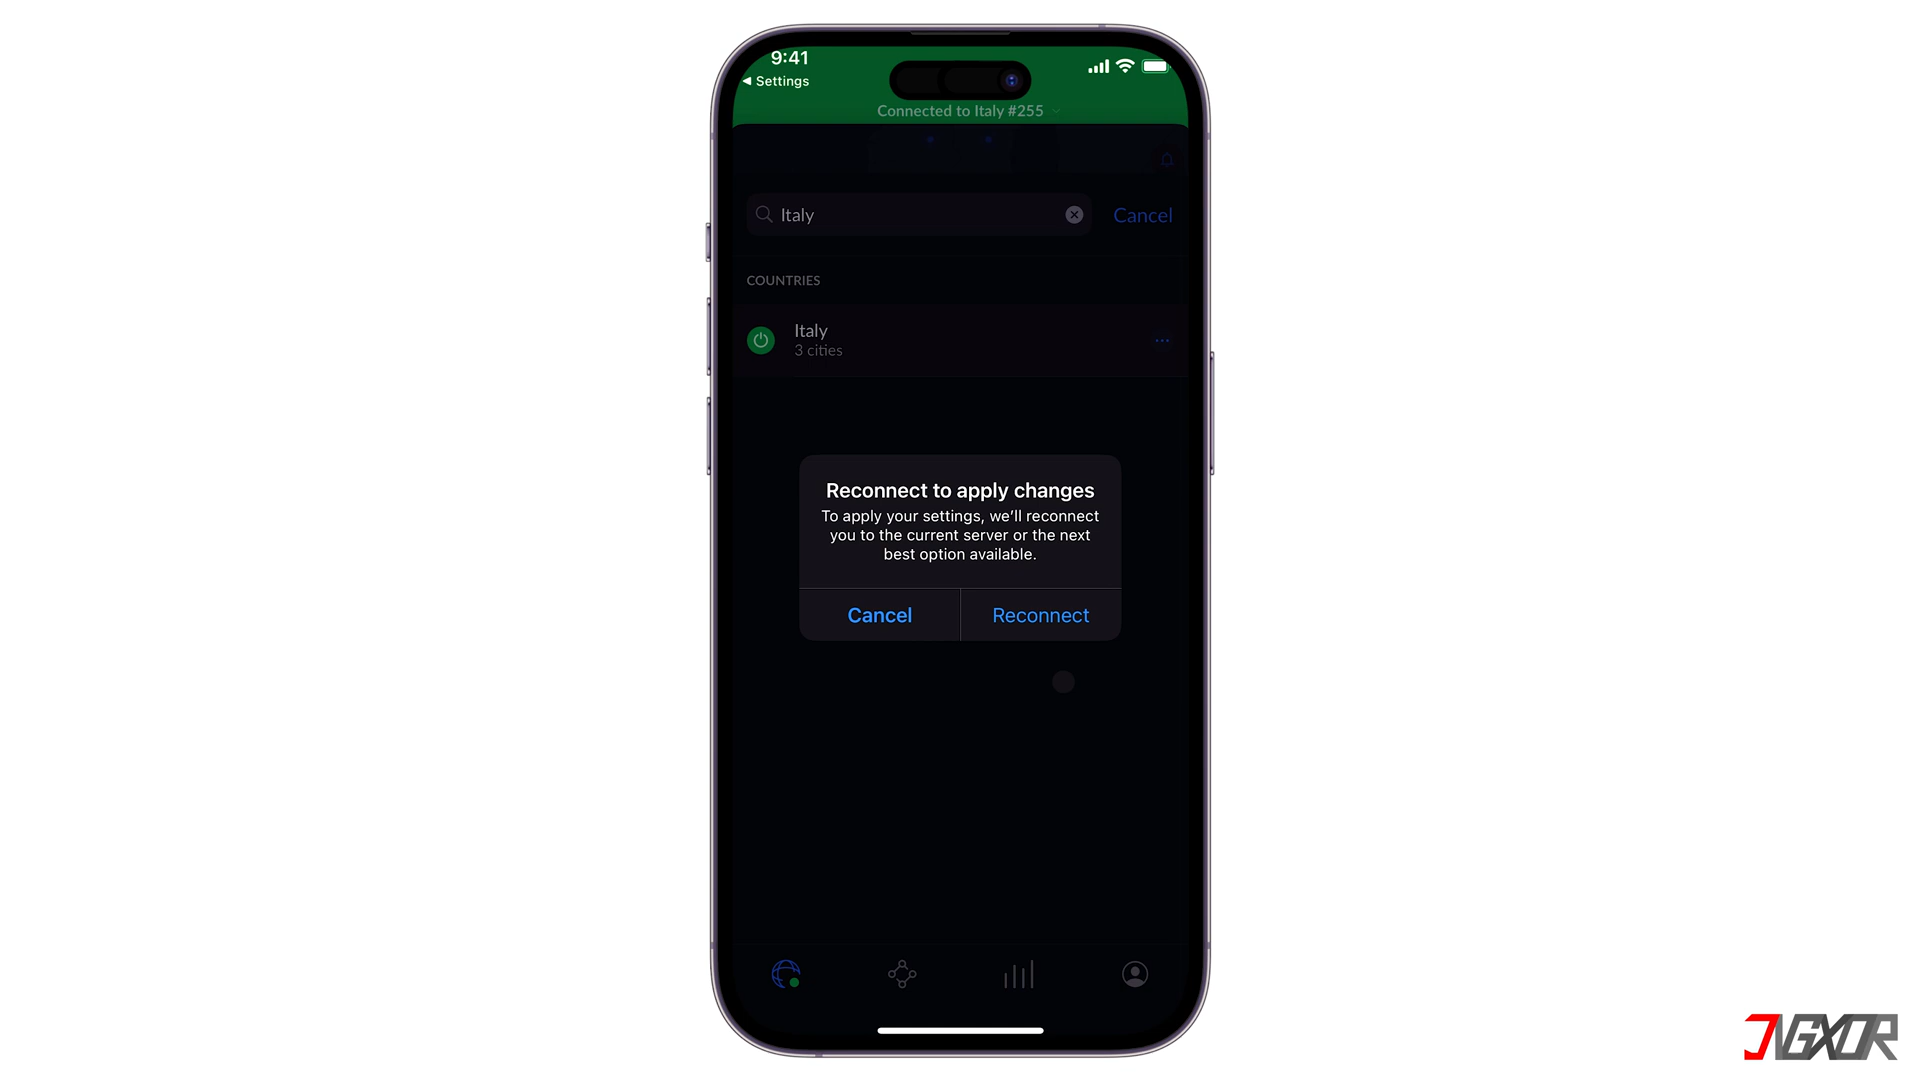 9:41
◀ Settings
Connected to Italy #255
Italy
Cancel
COUNTRIES
Italy
3 cities
Reconnect to apply changes
To apply your settings, we’ll reconnect
you to the current server or the next
best option available.
Cancel
Reconnect
JVGXOR